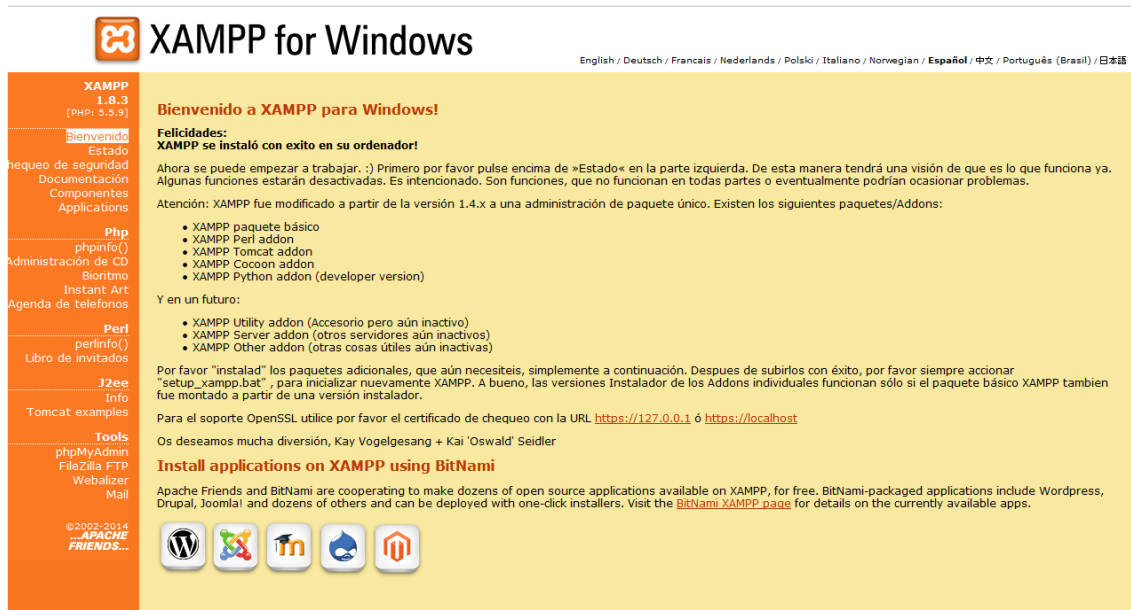 XAMPP for Windows
English / Deutsch / Francais / Nederlands / Polski / Italiano / Norwegian / Español / 中文 / Português (Brasil) / 日本語
XAMPP
1.8.3
[PHP: 5.5.9]
Bienvenido
Estado
hequeo de seguridad
Documentación
Componentes
Applications
Php
phpinfo()
Administración de CD
Bioritmo
Instant Art
Agenda de telefonos
Perl
perlinfo()
Libro de invitados
J2ee
Info
Tomcat examples
Tools
phpMyAdmin
FileZilla FTP
Webalizer
Mail
©2002-2014
...APACHE
FRIENDS...
Bienvenido a XAMPP para Windows!
Felicidades:
XAMPP se instaló con exito en su ordenador!
Ahora se puede empezar a trabajar. :) Primero por favor pulse encima de »Estado« en la parte izquierda. De esta manera tendrá una visión de que es lo que funciona ya.
Algunas funciones estarán desactivadas. Es intencionado. Son funciones, que no funcionan en todas partes o eventualmente podrían ocasionar problemas.
Atención: XAMPP fue modificado a partir de la versión 1.4.x a una administración de paquete único. Existen los siguientes paquetes/Addons:
• XAMPP paquete básico
• XAMPP Perl addon
• XAMPP Tomcat addon
• XAMPP Cocoon addon
• XAMPP Python addon (developer version)
Y en un futuro:
• XAMPP Utility addon (Accesorio pero aún inactivo)
• XAMPP Server addon (otros servidores aún inactivos)
• XAMPP Other addon (otras cosas útiles aún inactivas)
Por favor "instalad" los paquetes adicionales, que aún necesiteis, simplemente a continuación. Despues de subirlos con éxito, por favor siempre accionar
"setup_xampp.bat" , para inicializar nuevamente XAMPP. A bueno, las versiones Instalador de los Addons individuales funcionan sólo si el paquete básico XAMPP tambien
fue montado a partir de una versión instalador.
Para el soporte OpenSSL utilice por favor el certificado de chequeo con la URL https://127.0.0.1 ó https://localhost
Os deseamos mucha diversión, Kay Vogelgesang + Kai 'Oswald' Seidler
Install applications on XAMPP using BitNami
Apache Friends and BitNami are cooperating to make dozens of open source applications available on XAMPP, for free. BitNami-packaged applications include Wordpress,
Drupal, Joomla! and dozens of others and can be deployed with one-click installers. Visit the BitNami XAMPP page for details on the currently available apps.